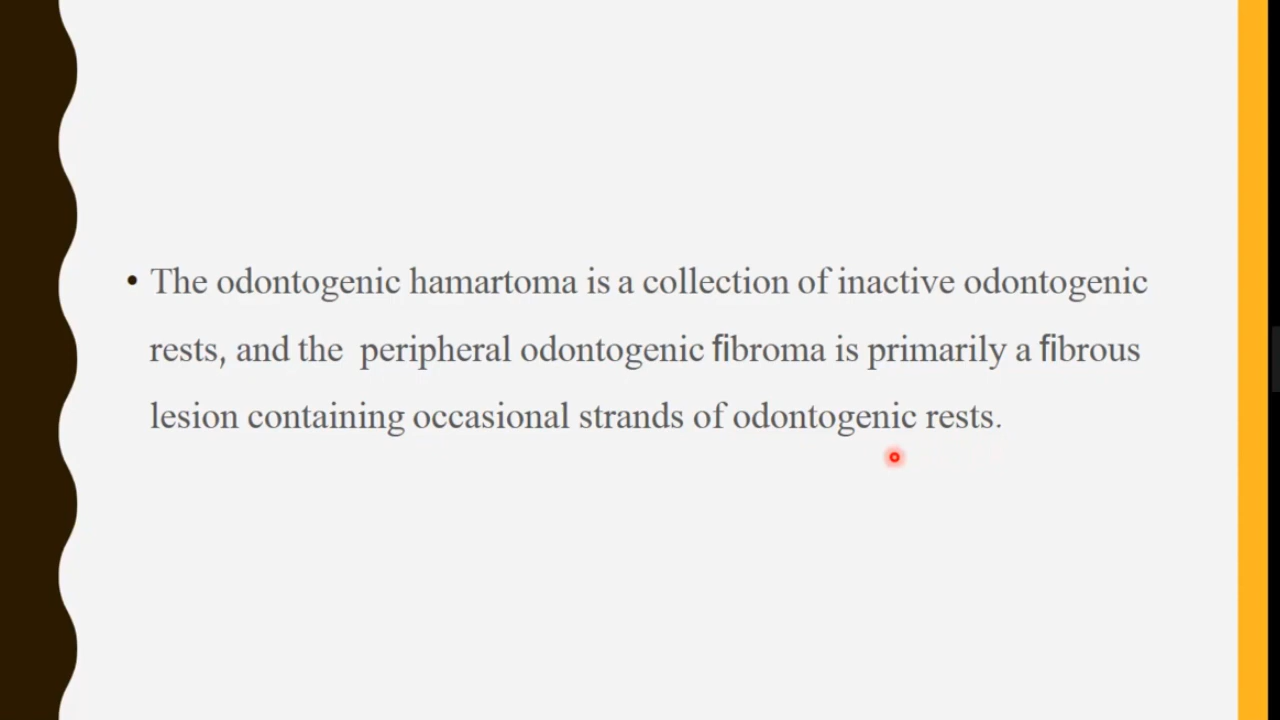 • The odontogenic hamartoma is a collection of inactive odontogenic
rests, and the peripheral odontogenic fibroma is primarily a fibrous
lesion containing occasional strands of odontogenic rests.